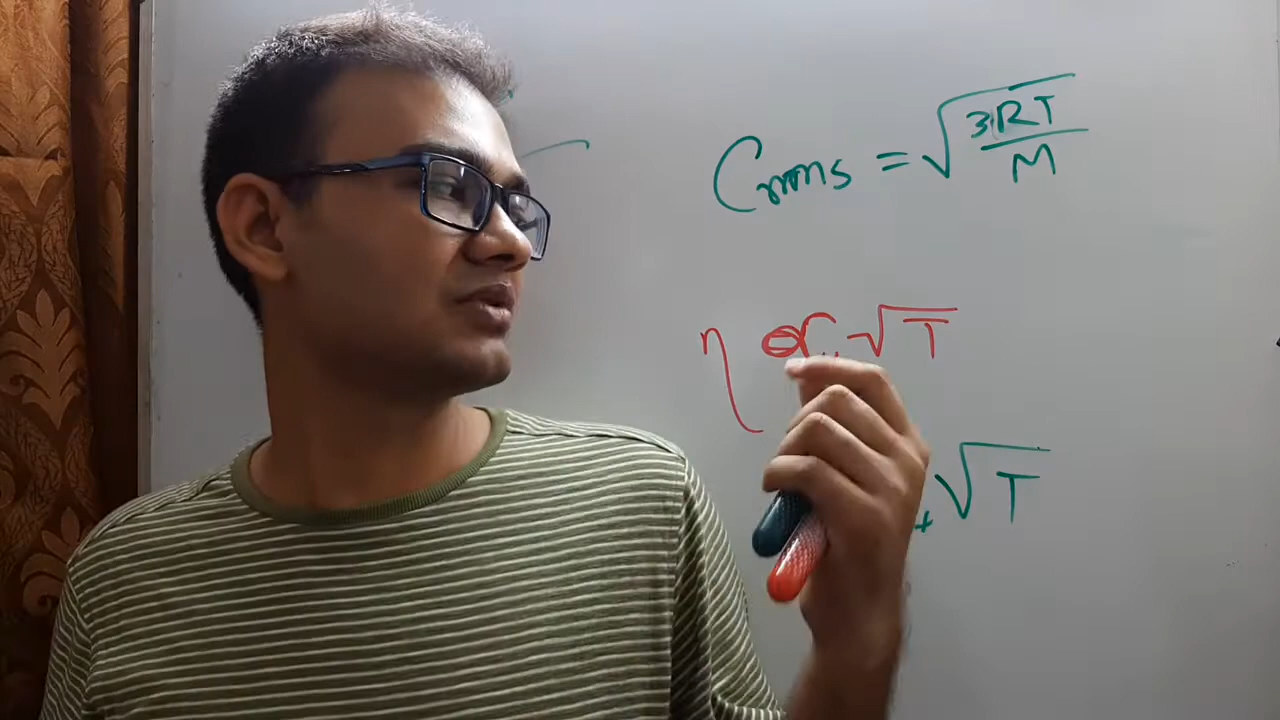 Crms = √(3RT/M)
η α √T
√T